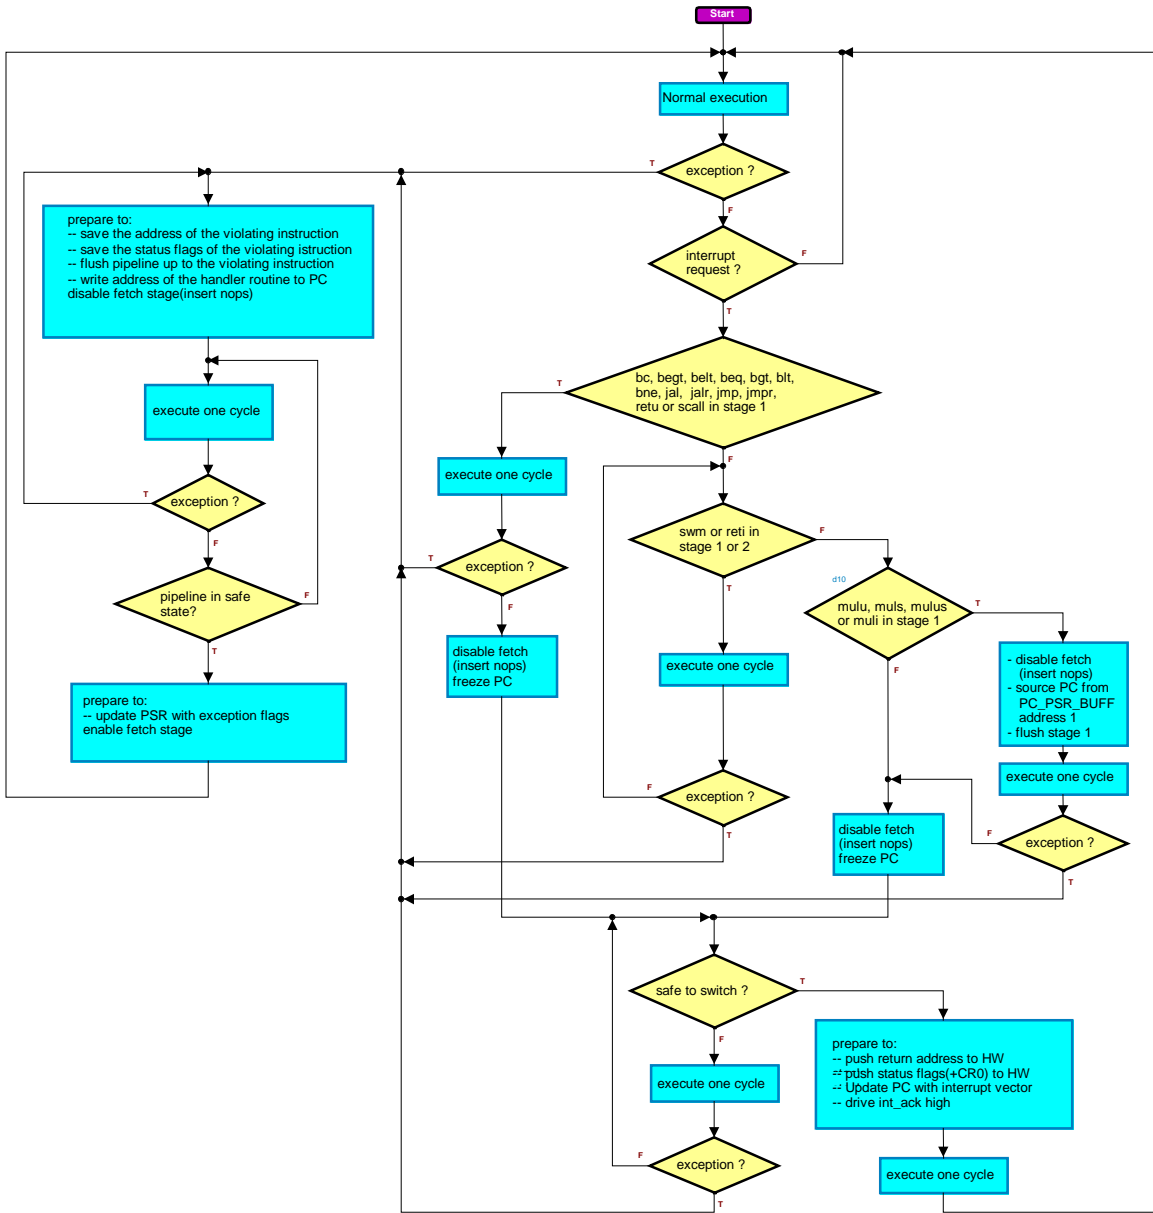 Start
Normal execution
exception ?
T
F
interrupt
request ?
F
T
prepare to:
-- save the address of the violating instruction
-- save the status flags of the violating istruction
-- flush pipeline up to the violating instruction
-- write address of the handler routine to PC
disable fetch stage(insert nops)
execute one cycle
exception ?
T
F
pipeline in safe
state?
F
T
prepare to:
-- update PSR with exception flags
enable fetch stage
bc, begt, belt, beq, bgt, blt,
bne, jal, jalr, jmp, jmpr,
retu or scall in stage 1
T
F
execute one cycle
exception ?
T
F
disable fetch
(insert nops)
freeze PC
swm or reti in
stage 1 or 2
F
T
execute one cycle
exception ?
F
T
d10
mulu, muls, mulus
or muli in stage 1
T
F
- disable fetch
(insert nops)
- source PC from
PC_PSR_BUFF
address 1
- flush stage 1
execute one cycle
exception ?
F
T
disable fetch
(insert nops)
freeze PC
safe to switch ?
T
F
execute one cycle
exception ?
F
T
prepare to:
-- push return address to HW
-- push status flags(+CR0) to HW
-- Update PC with interrupt vector
-- drive int_ack high
execute one cycle